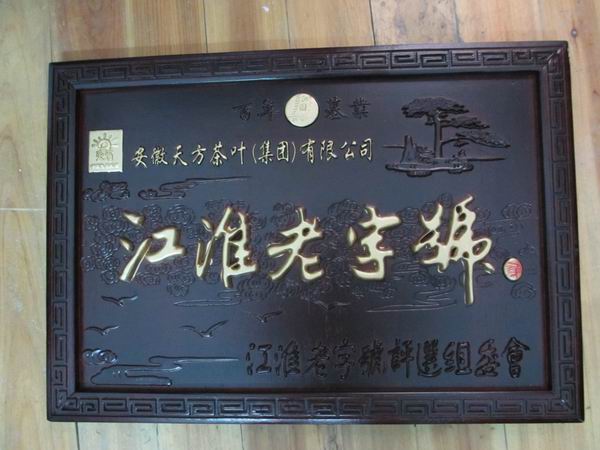 百年基業
安徽天方茶叶(集团)有限公司
江淮老字號
江淮老字號評選組委會